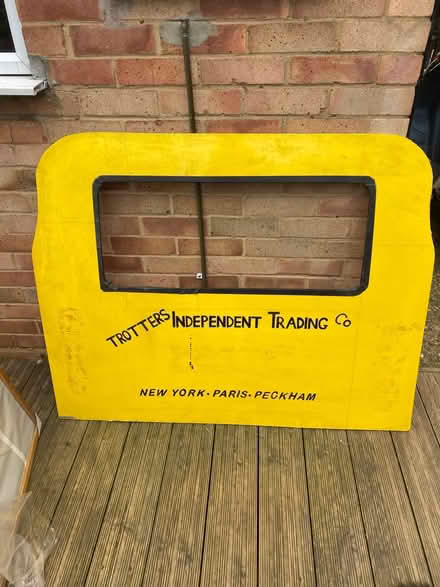 TROTTERS INDEPENDENT TRADING CO
NEW YORK · PARIS · PECKHAM